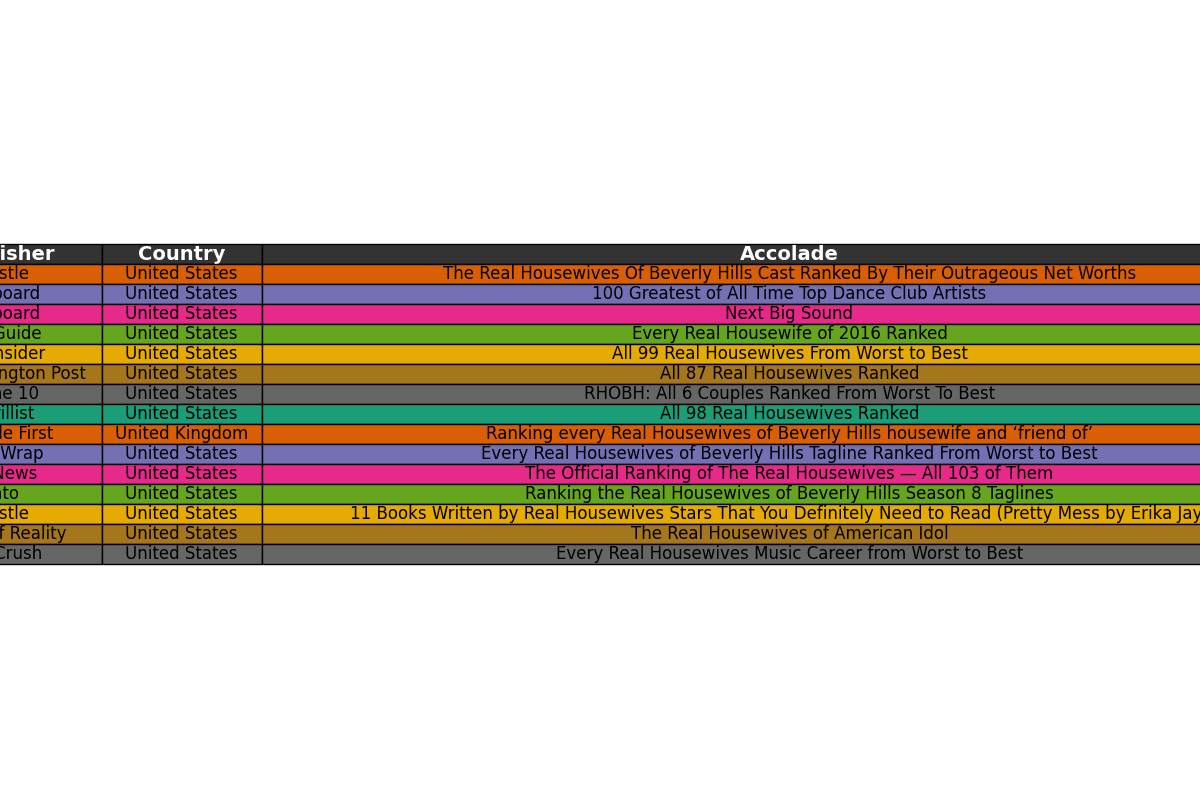 isher Country Accolade
stle United States The Real Housewives Of Beverly Hills Cast Ranked By Their Outrageous Net Worths
board United States 100 Greatest of All Time Top Dance Club Artists
board United States Next Big Sound
Guide United States Every Real Housewife of 2016 Ranked
nsider United States All 99 Real Housewives From Worst to Best
ngton Post United States All 87 Real Housewives Ranked
ne 10 United States RHOBH: All 6 Couples Ranked From Worst To Best
rillist United States All 98 Real Housewives Ranked
le First United Kingdom Ranking every Real Housewives of Beverly Hills housewife and ‘friend of’
Wrap United States Every Real Housewives of Beverly Hills Tagline Ranked From Worst to Best
News United States The Official Ranking of The Real Housewives — All 103 of Them
nto United States Ranking the Real Housewives of Beverly Hills Season 8 Taglines
stle United States 11 Books Written by Real Housewives Stars That You Definitely Need to Read (Pretty Mess by Erika Jay
f Reality United States The Real Housewives of American Idol
Crush United States Every Real Housewives Music Career from Worst to Best